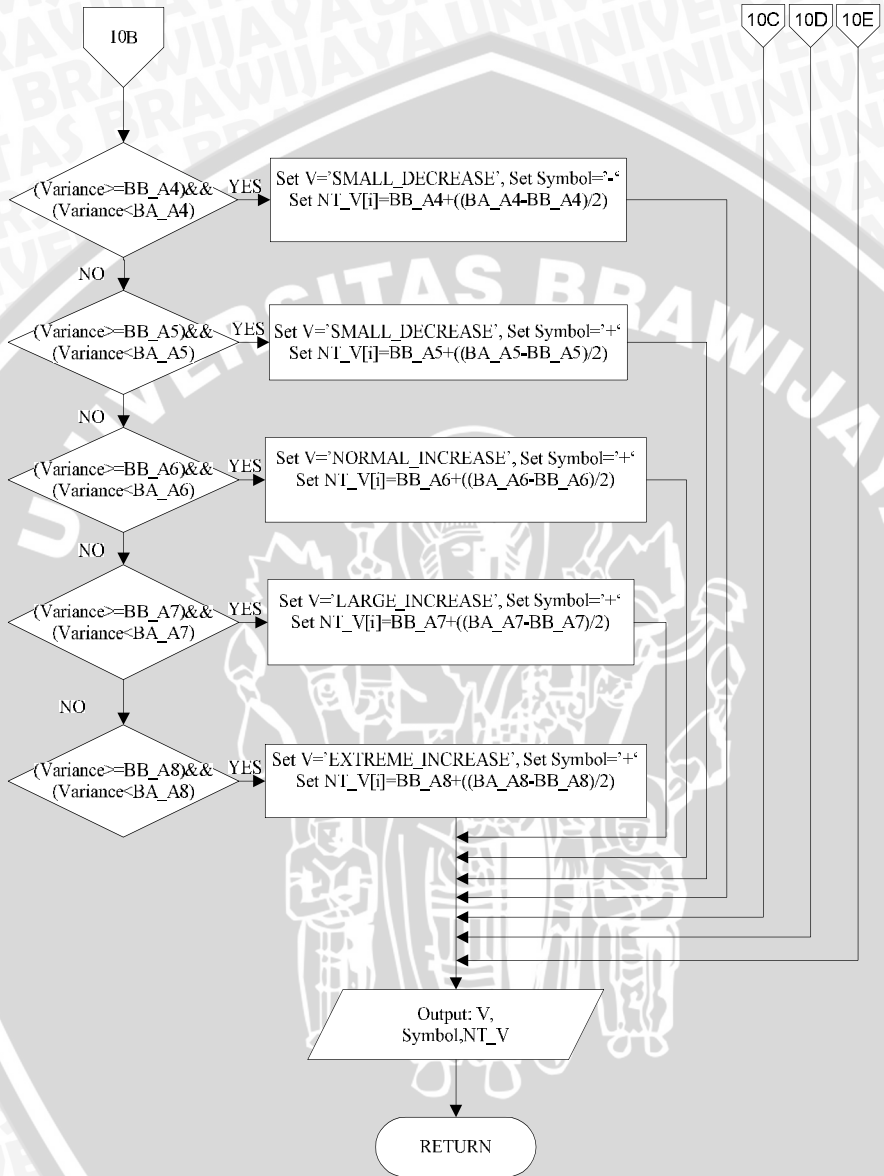 10B
10C
10D
10E
(Variance>=BB_A4)&&
(Variance<BA_A4)
YES
Set V='SMALL_DECREASE', Set Symbol='-‘
Set NT_V[i]=BB_A4+((BA_A4-BB_A4)/2)
NO
(Variance>=BB_A5)&&
(Variance<BA_A5)
YES
Set V='SMALL_DECREASE', Set Symbol='+‘
Set NT_V[i]=BB_A5+((BA_A5-BB_A5)/2)
NO
(Variance>=BB_A6)&&
(Variance<BA_A6)
YES
Set V='NORMAL_INCREASE', Set Symbol='+‘
Set NT_V[i]=BB_A6+((BA_A6-BB_A6)/2)
NO
(Variance>=BB_A7)&&
(Variance<BA_A7)
YES
Set V='LARGE_INCREASE', Set Symbol='+‘
Set NT_V[i]=BB_A7+((BA_A7-BB_A7)/2)
NO
(Variance>=BB_A8)&&
(Variance<BA_A8)
YES
Set V='EXTREME_INCREASE', Set Symbol='+‘
Set NT_V[i]=BB_A8+((BA_A8-BB_A8)/2)
Output: V,
Symbol,NT_V
RETURN
UNIVERSITAS BRAWIJAYA